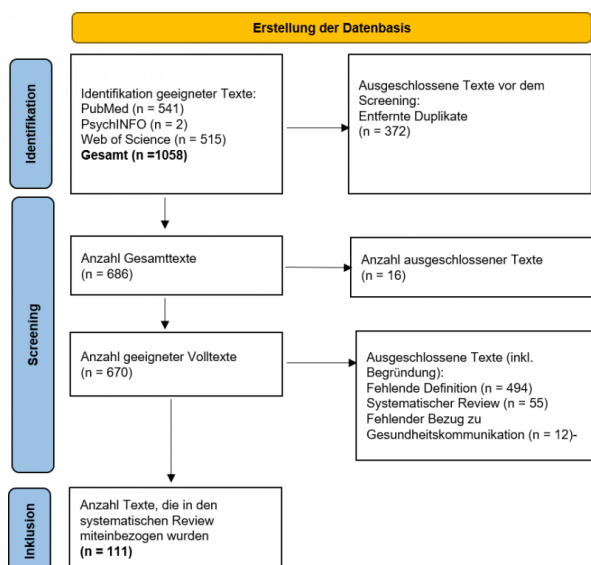 Erstellung der Datenbasis
Identifikation
Identifikation geeigneter Texte:
PubMed (n = 541)
PsychINFO (n = 2)
Web of Science (n = 515)
Gesamt (n =1058)
Ausgeschlossene Texte vor dem
Screening:
Entfernte Duplikate
(n = 372)
Screening
Anzahl Gesamttexte
(n = 686)
Anzahl ausgeschlossener Texte
(n = 16)
Anzahl geeigneter Volltexte
(n = 670)
Ausgeschlossene Texte (inkl.
Begründung):
Fehlende Definition (n = 494)
Systematischer Review (n = 55)
Fehlender Bezug zu
Gesundheitskommunikation (n = 12)-
Inklusion
Anzahl Texte, die in den
systematischen Review
miteinbezogen wurden
(n = 111)